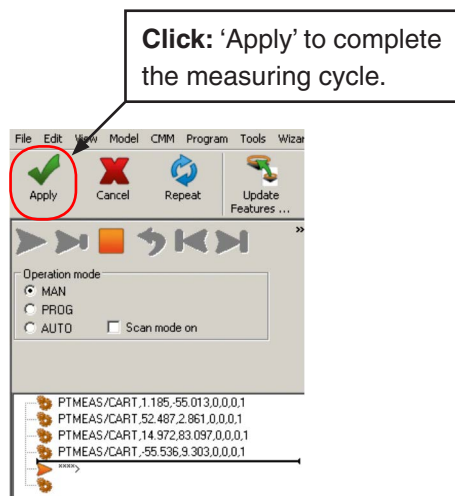 Click: ‘Apply’ to complete
the measuring cycle.
File Edit View Model CMM Program Tools Wizar
Apply Cancel Repeat Update
Features ...
»
Operation mode
MAN
PROG
AUTO Scan mode on
PTMEAS/CART,1.185,-55.013,0,0,0,1
PTMEAS/CART,52.487,2.861,0,0,0,1
PTMEAS/CART,14.972,83.097,0,0,0,1
PTMEAS/CART,-55.536,9.303,0,0,0,1
****>